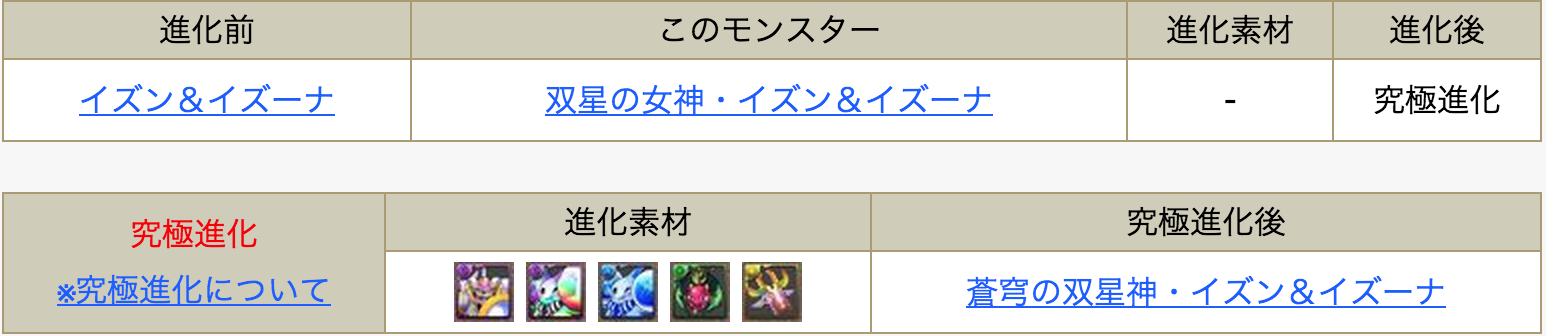 進化前
このモンスター
進化素材
進化後
イズン＆イズーナ
双星の女神・イズン＆イズーナ
-
究極進化
究極進化
※究極進化について
進化素材
究極進化後
蒼穹の双星神・イズン＆イズーナ